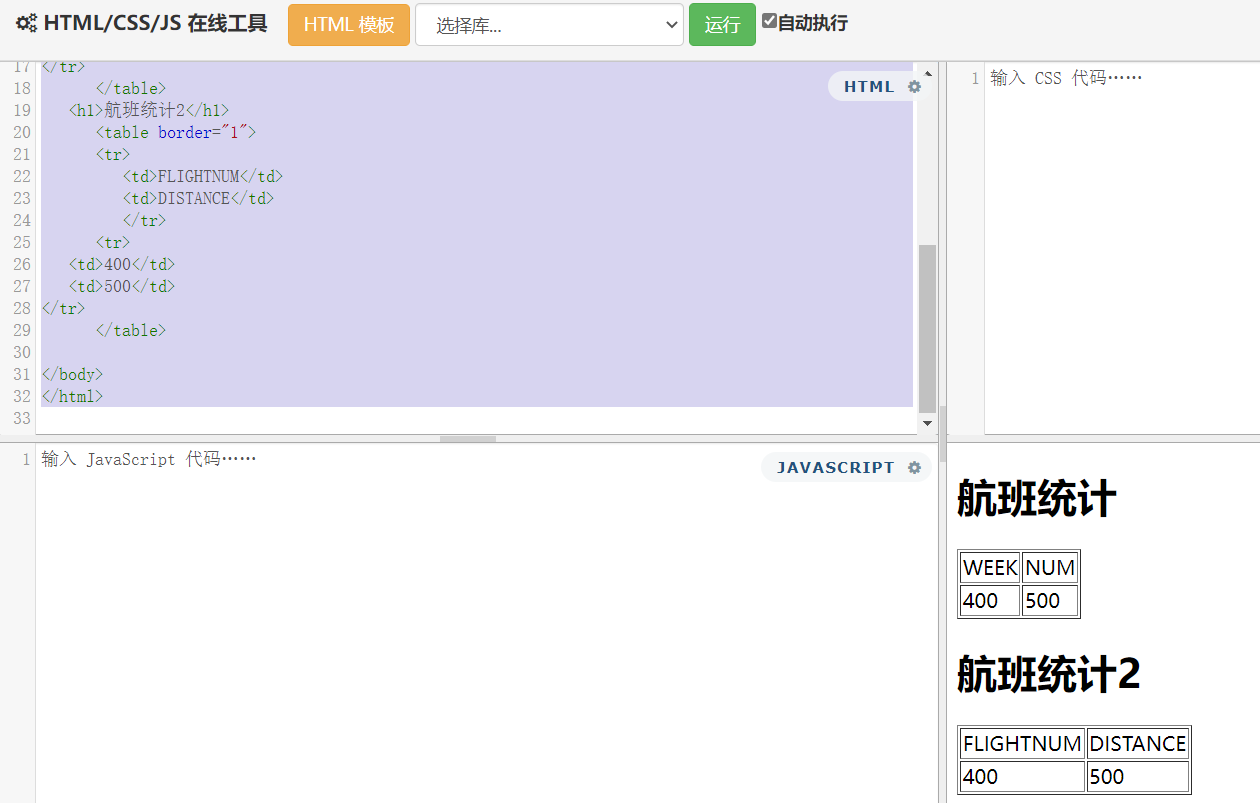 HTML/CSS/JS 在线工具 HTML 模板 选择库... 运行 自动执行
17 </tr>
18 </table>
19 <h1>航班统计2</h1>
20 <table border="1">
21 <tr>
22 <td>FLIGHTNUM</td>
23 <td>DISTANCE</td>
24 </tr>
25 <tr>
26 <td>400</td>
27 <td>500</td>
28 </tr>
29 </table>
30
31 </body>
32 </html>
33
HTML
1 输入 CSS 代码……
1 输入 JavaScript 代码……
JAVASCRIPT
航班统计
WEEK NUM
400 500
航班统计2
FLIGHTNUM DISTANCE
400 500